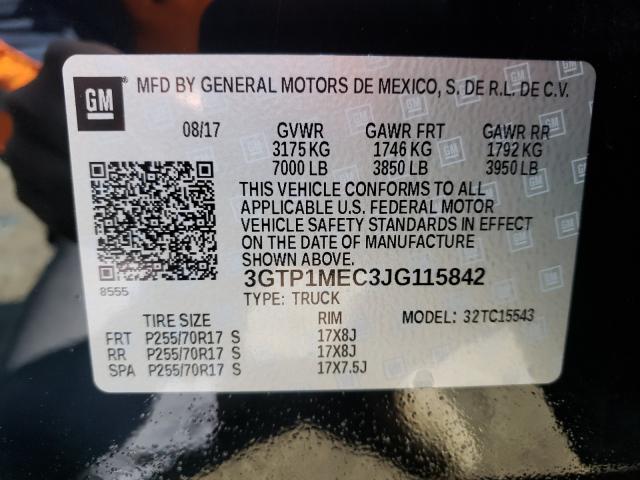 GM
MFD BY GENERAL MOTORS DE MEXICO, S. DE R.L. DE C.V.
08/17 GVWR GAWR FRT GAWR RR
3175 KG 1746 KG 1792 KG
7000 LB 3850 LB 3950 LB
THIS VEHICLE CONFORMS TO ALL
APPLICABLE U.S. FEDERAL MOTOR
VEHICLE SAFETY STANDARDS IN EFFECT
ON THE DATE OF MANUFACTURE
SHOWN ABOVE.
8555
3GTP1MEC3JG115842
TYPE: TRUCK
TIRE SIZE RIM MODEL: 32TC15543
FRT P255/70R17 S 17X8J
RR P255/70R17 S 17X8J
SPA P255/70R17 S 17X7.5J